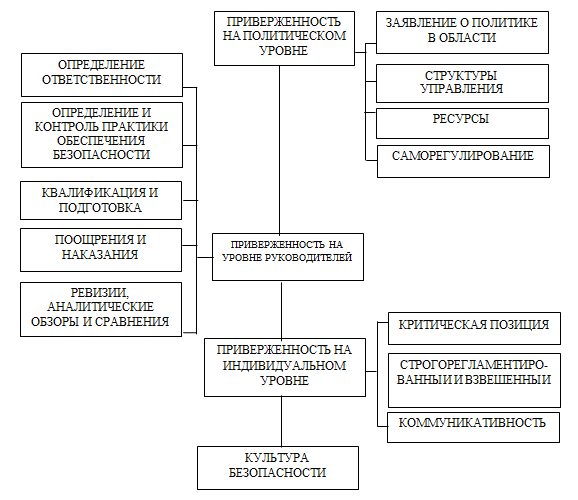 ПРИВЕРЖЕННОСТЬ
НА ПОЛИТИЧЕСКОМ
УРОВНЕ
ЗАЯВЛЕНИЕ О ПОЛИТИКЕ
В ОБЛАСТИ
СТРУКТУРЫ
УПРАВЛЕНИЯ
РЕСУРСЫ
САМОРЕГУЛИРОВАНИЕ
ОПРЕДЕЛЕНИЕ
ОТВЕТСТВЕННОСТИ
ОПРЕДЕЛЕНИЕ И
КОНТРОЛЬ ПРАКТИКИ
ОБЕСПЕЧЕНИЯ
БЕЗОПАСНОСТИ
КВАЛИФИКАЦИЯ И
ПОДГОТОВКА
ПООЩРЕНИЯ И
НАКАЗАНИЯ
РЕВИЗИИ,
АНАЛИТИЧЕСКИЕ
ОБЗОРЫ И СРАВНЕНИЯ
ПРИВЕРЖЕННОСТЬ НА
УРОВНЕ РУКОВОДИТЕЛЕЙ
ПРИВЕРЖЕННОСТЬ НА
ИНДИВИДУАЛЬНОМ
УРОВНЕ
КРИТИЧЕСКАЯ ПОЗИЦИЯ
СТРОГОРЕГЛАМЕНТИРО-
ВАННЫИ И ВЗВЕШЕННЫИ
КОММУНИКАТИВНОСТЬ
КУЛЬТУРА
БЕЗОПАСНОСТИ